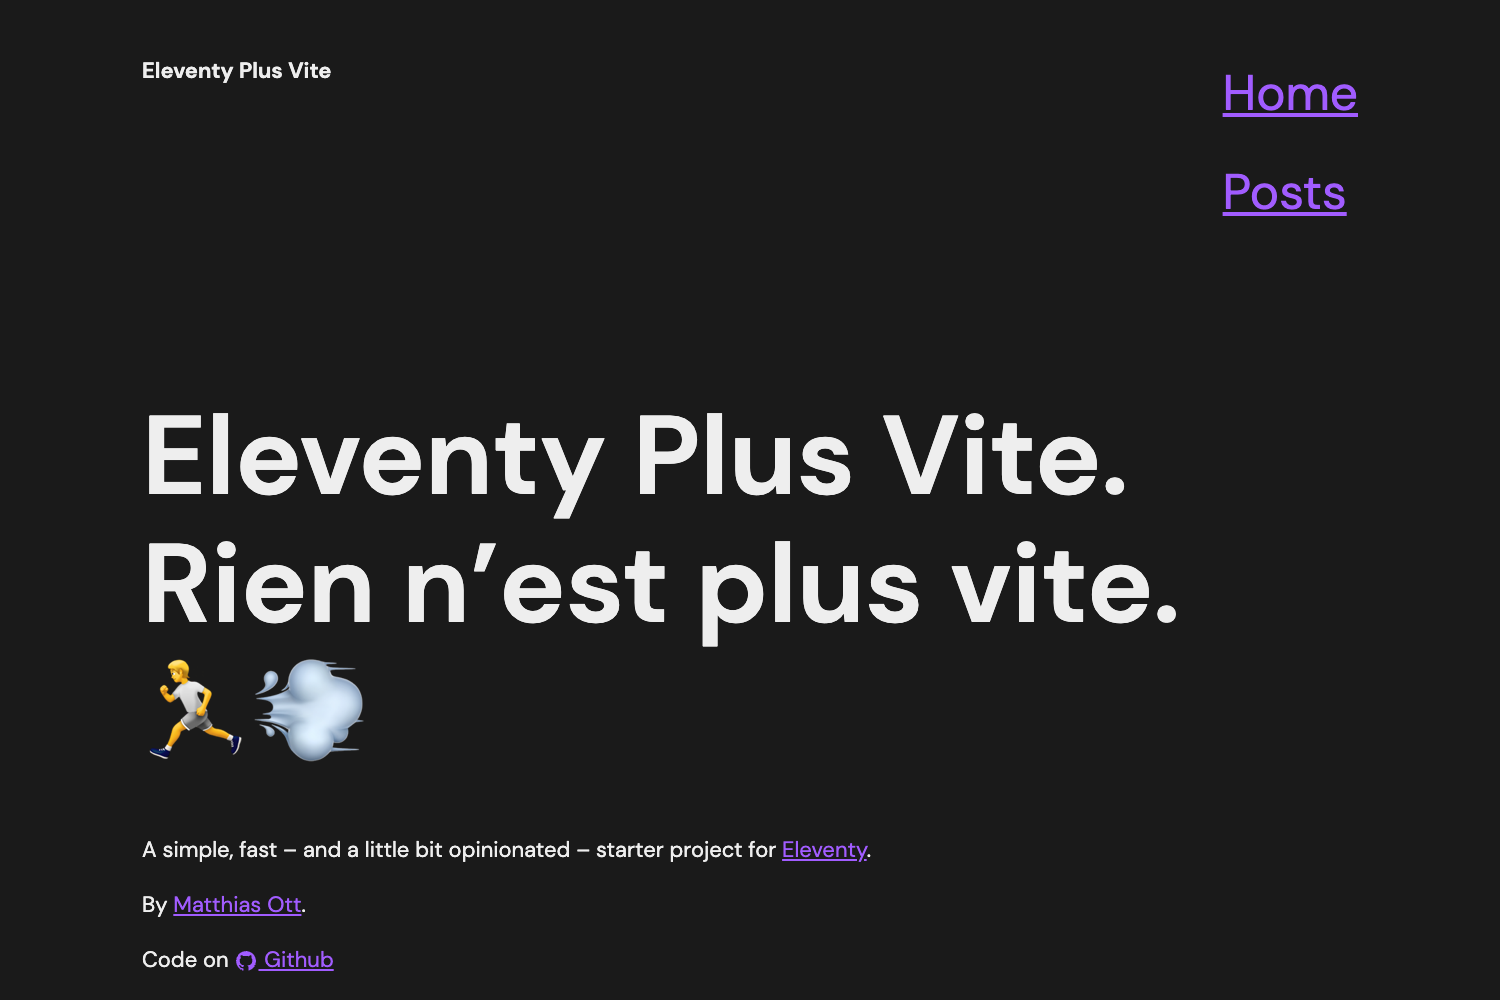 Eleventy Plus Vite
Home
Posts
Eleventy Plus Vite.
Rien n’est plus vite.
A simple, fast – and a little bit opinionated – starter project for Eleventy.
By Matthias Ott.
Code on Github